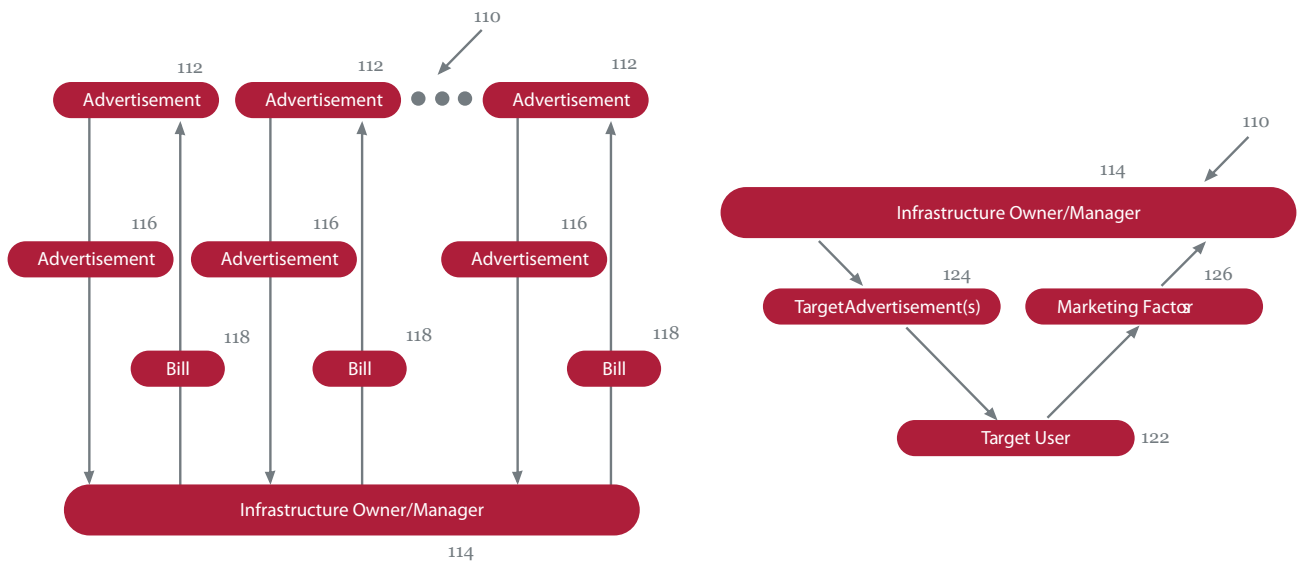 110
112
112
112
Advertisement
Advertisement
Advertisement
116
116
116
Advertisement
Advertisement
Advertisement
118
118
118
Bill
Bill
Bill
Infrastructure Owner/Manager
114
110
114
Infrastructure Owner/Manager
124
126
TargetAdvertisement(s)
Marketing Factors
Target User
122